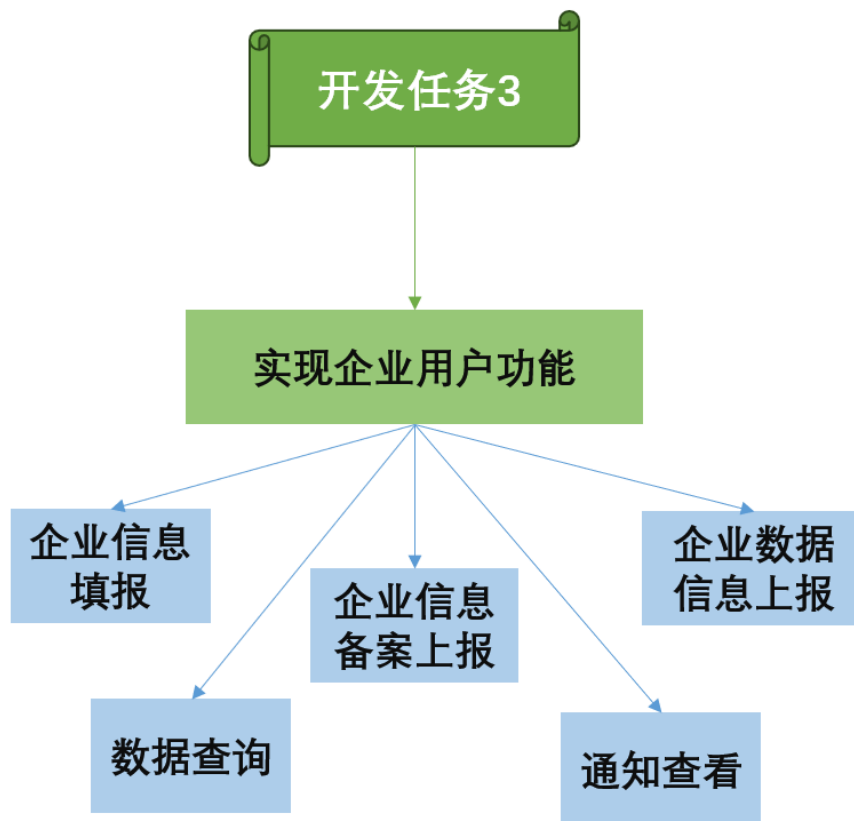 开发任务3
实现企业用户功能
企业信息
填报
企业信息
备案上报
企业数据
信息上报
数据查询
通知查看